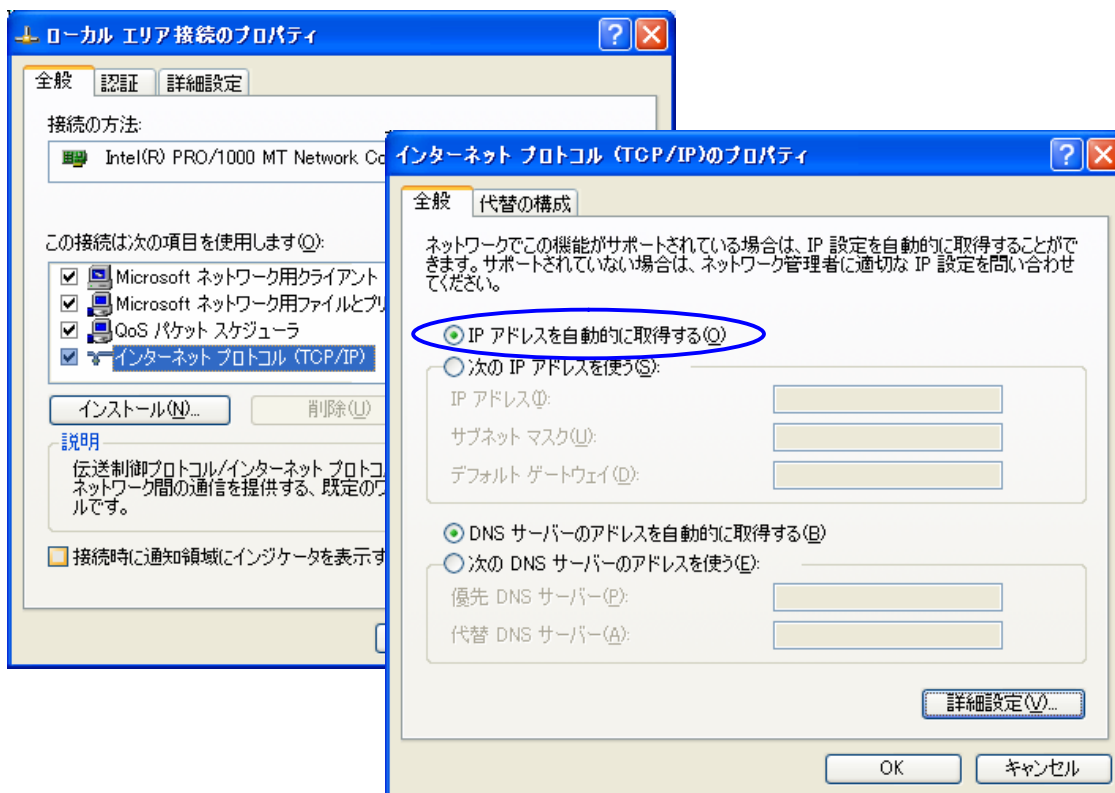 ローカル エリア接続のプロパティ
全般 認証 詳細設定
接続の方法:
Intel(R) PRO/1000 MT Network Co
この接続は次の項目を使用します(O):
Microsoft ネットワーク用クライアント
Microsoft ネットワーク用ファイルとプリ
QoS パケット スケジューラ
インターネット プロトコル (TCP/IP)
インストール(N)... 削除(U)
説明
伝送制御プロトコル/インターネット プロトコ
ネットワーク間の通信を提供する、既定のワ
ルです。
接続時に通知領域にインジケータを表示す
インターネット プロトコル (TCP/IP)のプロパティ
全般 代替の構成
ネットワークでこの機能がサポートされている場合は、IP 設定を自動的に取得することがで
きます。サポートされていない場合は、ネットワーク管理者に適切な IP 設定を問い合わせ
てください。
IP アドレスを自動的に取得する(O)
次の IP アドレスを使う(S):
IP アドレス(I):
サブネット マスク(U):
デフォルト ゲートウェイ(D):
DNS サーバーのアドレスを自動的に取得する(B)
次の DNS サーバーのアドレスを使う(E):
優先 DNS サーバー(P):
代替 DNS サーバー(A):
詳細設定(V)...
OK キャンセル